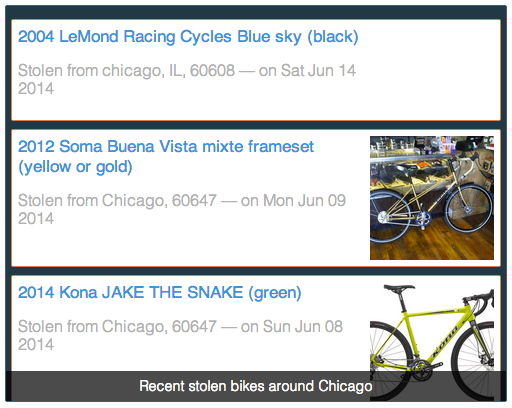 2004 LeMond Racing Cycles Blue sky (black)
Stolen from chicago, IL, 60608 — on Sat Jun 14
2014
2012 Soma Buena Vista mixte frameset
(yellow or gold)
Stolen from Chicago, 60647 — on Mon Jun 09
2014
2014 Kona JAKE THE SNAKE (green)
Stolen from Chicago, 60647 — on Sun Jun 08
2014
KONA
Recent stolen bikes around Chicago